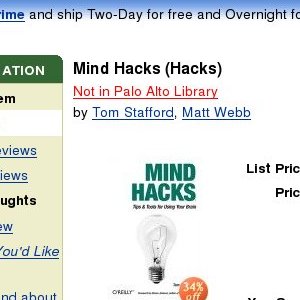 rime and ship Two-Day for free and Overnight fo
ATION
Mind Hacks (Hacks)
em
Not in Palo Alto Library
by Tom Stafford, Matt Webb
eviews
iews
ughts
ew
You'd Like
nd about
MIND
HACKS
Tips & Tools for Using Your Brain
O'REILLY
34%
off
List Pric
Pric